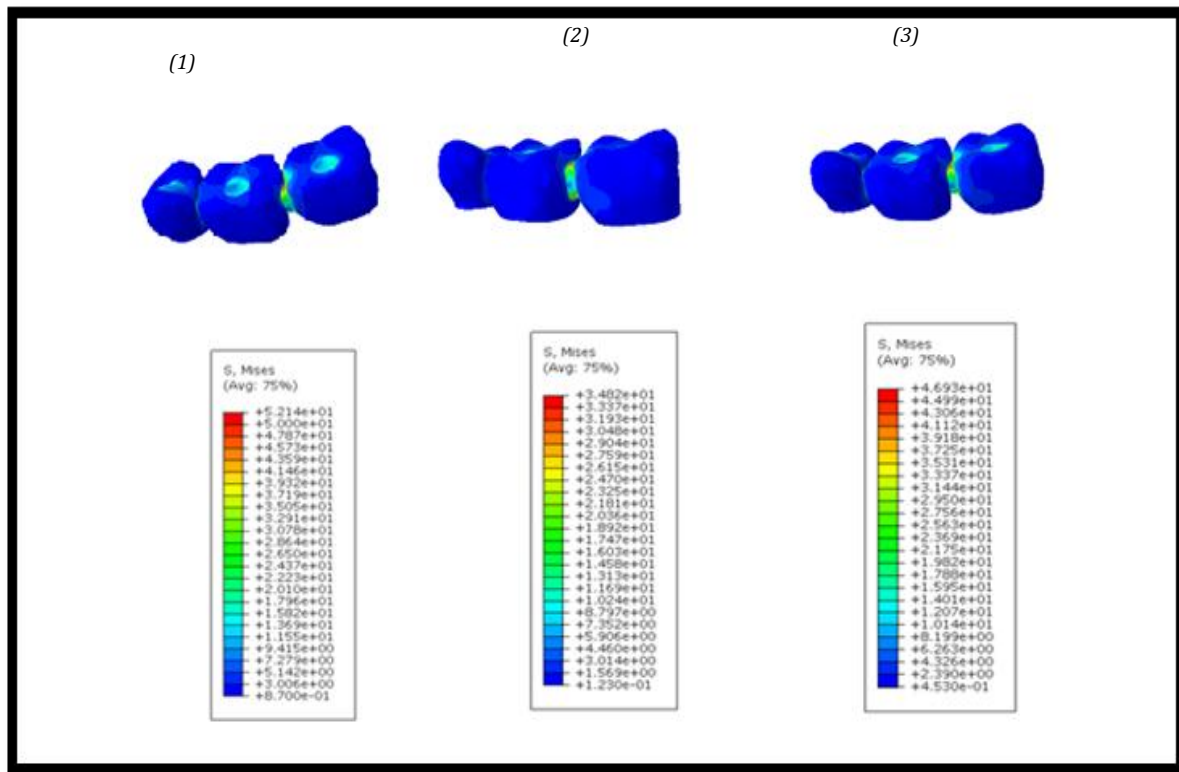 (1)
(2)
(3)
S, Mises
(Avg: 75%)
+5.214e+01
+5.000e+01
+4.787e+01
+4.573e+01
+4.359e+01
+4.146e+01
+3.932e+01
+3.719e+01
+3.505e+01
+3.291e+01
+3.078e+01
+2.864e+01
+2.650e+01
+2.437e+01
+2.223e+01
+2.010e+01
+1.796e+01
+1.582e+01
+1.369e+01
+1.155e+01
+9.415e+00
+7.279e+00
+5.142e+00
+3.006e+00
+8.700e-01
S, Mises
(Avg: 75%)
+3.482e+01
+3.337e+01
+3.193e+01
+3.048e+01
+2.904e+01
+2.759e+01
+2.615e+01
+2.470e+01
+2.325e+01
+2.181e+01
+2.036e+01
+1.892e+01
+1.747e+01
+1.603e+01
+1.458e+01
+1.313e+01
+1.169e+01
+1.024e+01
+8.797e+00
+7.352e+00
+5.906e+00
+4.460e+00
+3.014e+00
+1.569e+00
+1.230e-01
S, Mises
(Avg: 75%)
+4.693e+01
+4.499e+01
+4.306e+01
+4.112e+01
+3.918e+01
+3.725e+01
+3.531e+01
+3.337e+01
+3.144e+01
+2.950e+01
+2.756e+01
+2.563e+01
+2.369e+01
+2.175e+01
+1.982e+01
+1.788e+01
+1.595e+01
+1.401e+01
+1.207e+01
+1.014e+01
+8.199e+00
+6.263e+00
+4.326e+00
+2.390e+00
+4.530e-01